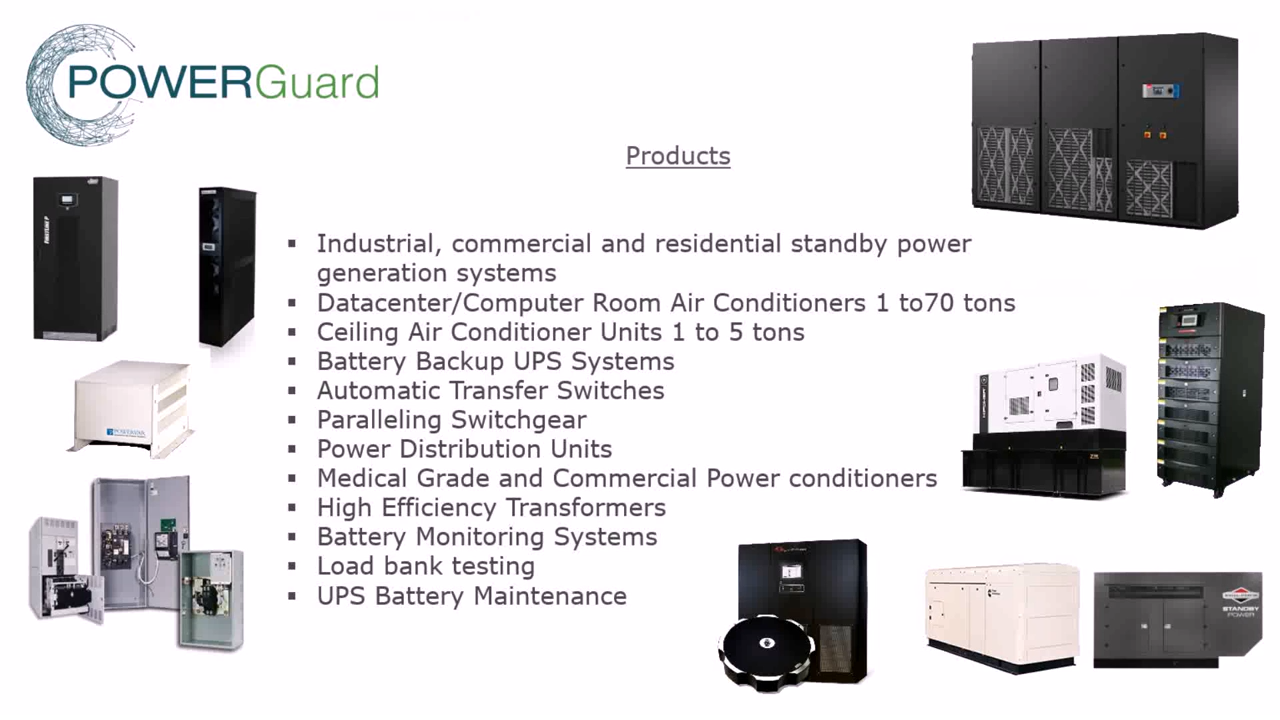 POWERGuard
Products
▪ Industrial, commercial and residential standby power
generation systems
▪ Datacenter/Computer Room Air Conditioners 1 to70 tons
▪ Ceiling Air Conditioner Units 1 to 5 tons
▪ Battery Backup UPS Systems
▪ Automatic Transfer Switches
▪ Paralleling Switchgear
▪ Power Distribution Units
▪ Medical Grade and Commercial Power conditioners
▪ High Efficiency Transformers
▪ Battery Monitoring Systems
▪ Load bank testing
▪ UPS Battery Maintenance
STANDBY
POWER